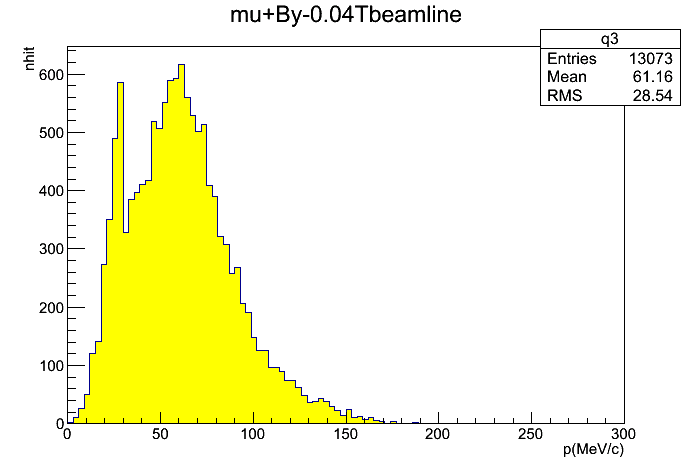 mu+By-0.04Tbeamline
q3
Entries 13073
Mean 61.16
RMS 28.54
nhit
600
500
400
300
200
100
0
0 50 100 150 200 250 300
p(MeV/c)